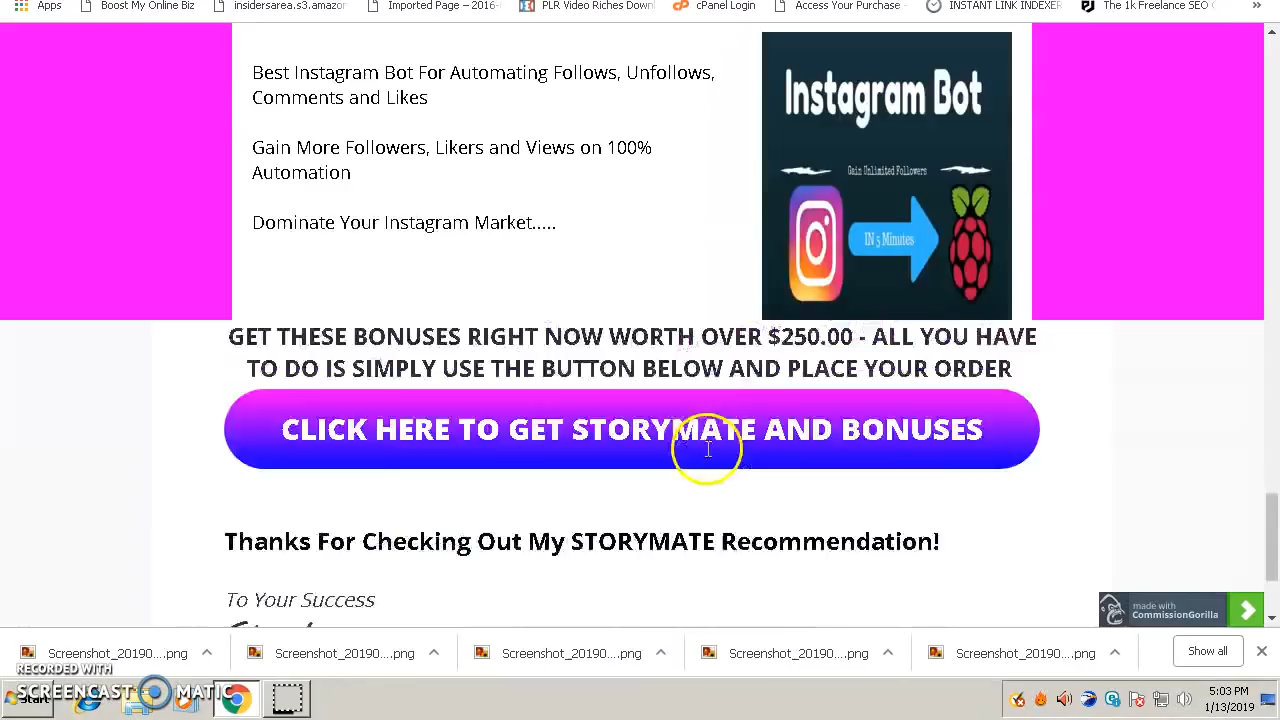 Apps Boost My Online B insidersarea.s3.amazor Imported Page – 2016- PLR Video Riches Down cPanel Login Access Your Purchase INSTANT LINK INDEXER The 1k Freelance SEO »
Best Instagram Bot For Automating Follows, Unfollows,
Comments and Likes
Gain More Followers, Likers and Views on 100%
Automation
Dominate Your Instagram Market.....
Instagram Bot
Gain Unlimited Followers
IN 5 Minutes
GET THESE BONUSES RIGHT NOW WORTH OVER $250.00 - ALL YOU HAVE
TO DO IS SIMPLY USE THE BUTTON BELOW AND PLACE YOUR ORDER
CLICK HERE TO GET STORYMATE AND BONUSES
Thanks For Checking Out My STORYMATE Recommendation!
To Your Success
made with
CommissionGorilla
Screenshot_20190....png Screenshot_20190....png Screenshot_20190....png Screenshot_20190....png Screenshot_20190....png Show all
RECORDED WITH
SCREENCAST MATIC
Start
5:03 PM
1/13/2019